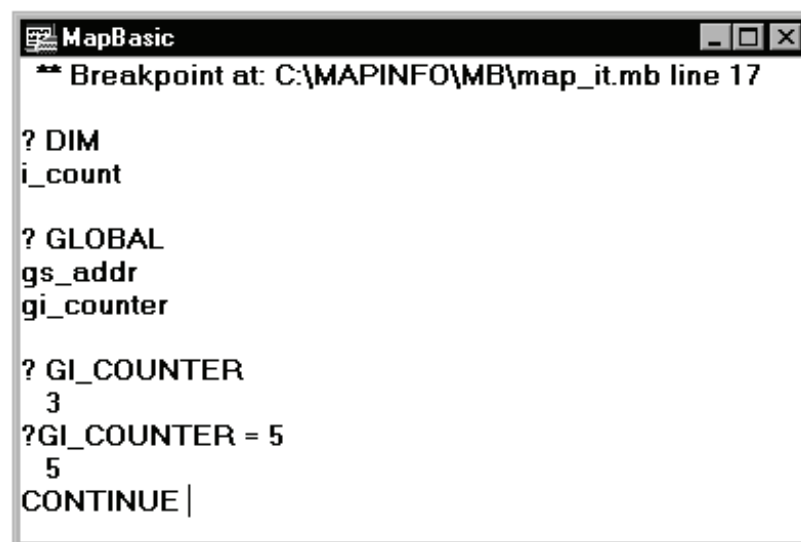 MapBasic
** Breakpoint at: C:\MAPINFO\MB\map_it.mb line 17
? DIM
i_count
? GLOBAL
gs_addr
gi_counter
? GI_COUNTER
3
?GI_COUNTER = 5
5
CONTINUE